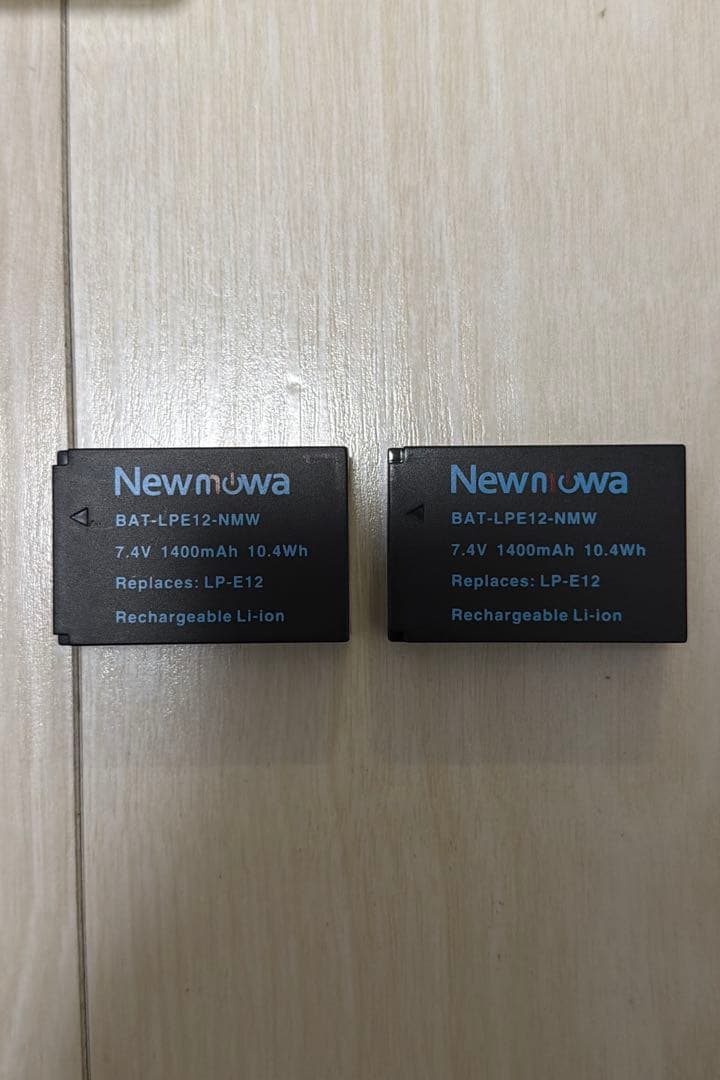 Newmowa
BAT-LPE12-NMW
7.4V 1400mAh 10.4Wh
Replaces: LP-E12
Rechargeable Li-ion
Newmowa
BAT-LPE12-NMW
7.4V 1400mAh 10.4Wh
Replaces: LP-E12
Rechargeable Li-ion